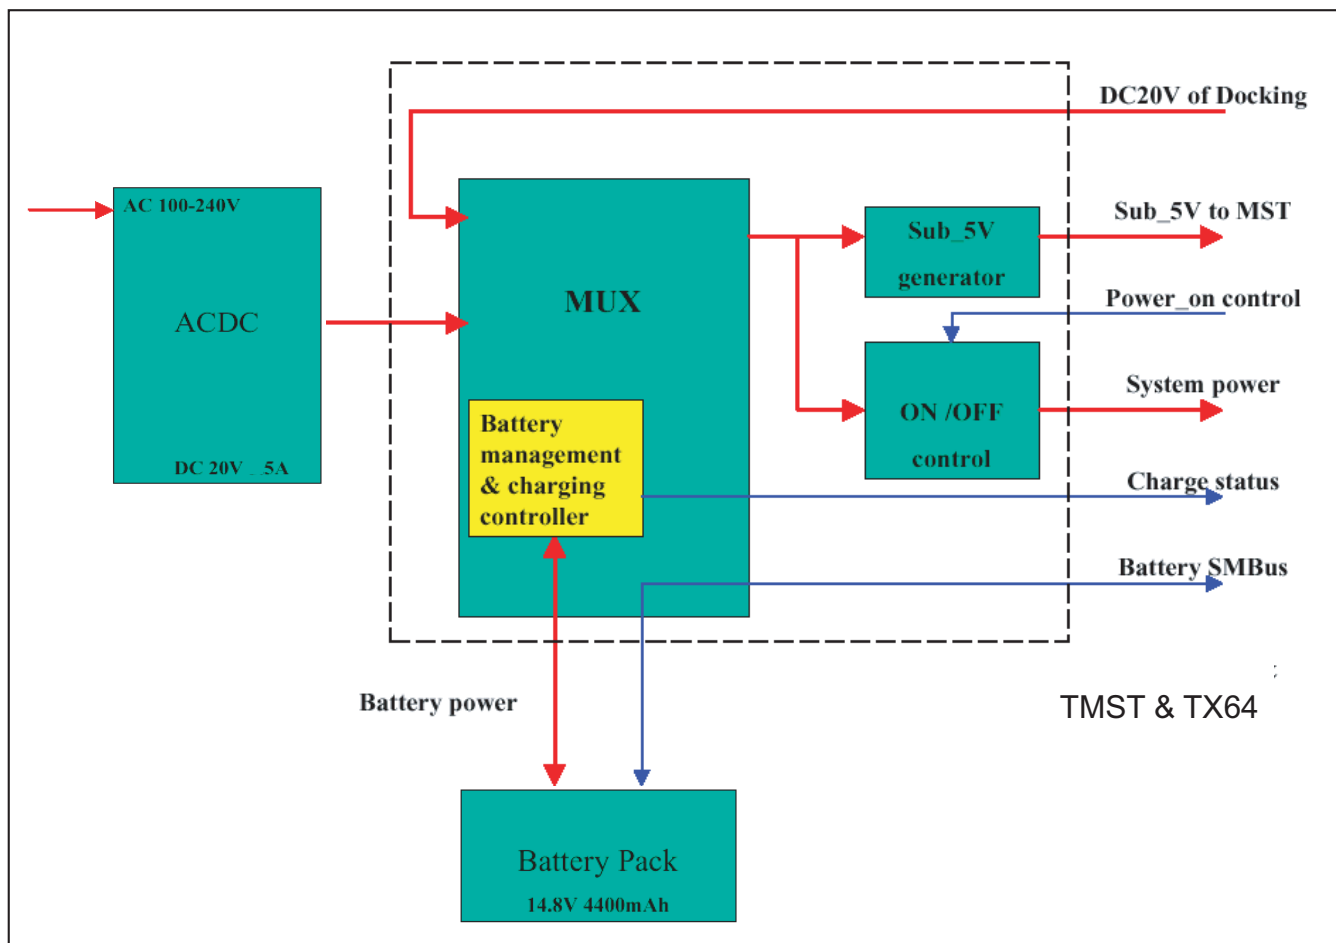 DC20V of Docking
AC 100-240V
Sub_5V to MST
Sub_5V
generator
MUX
Power_on control
ACDC
System power
ON /OFF
control
Battery
management
& charging
controller
DC 20V 5A
Charge status
Battery SMBus
Battery power
TMST & TX64
Battery Pack
14.8V 4400mAh